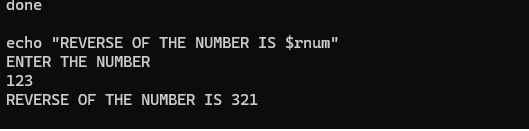 done
echo "REVERSE OF THE NUMBER IS $rnum"
ENTER THE NUMBER
123
REVERSE OF THE NUMBER IS 321